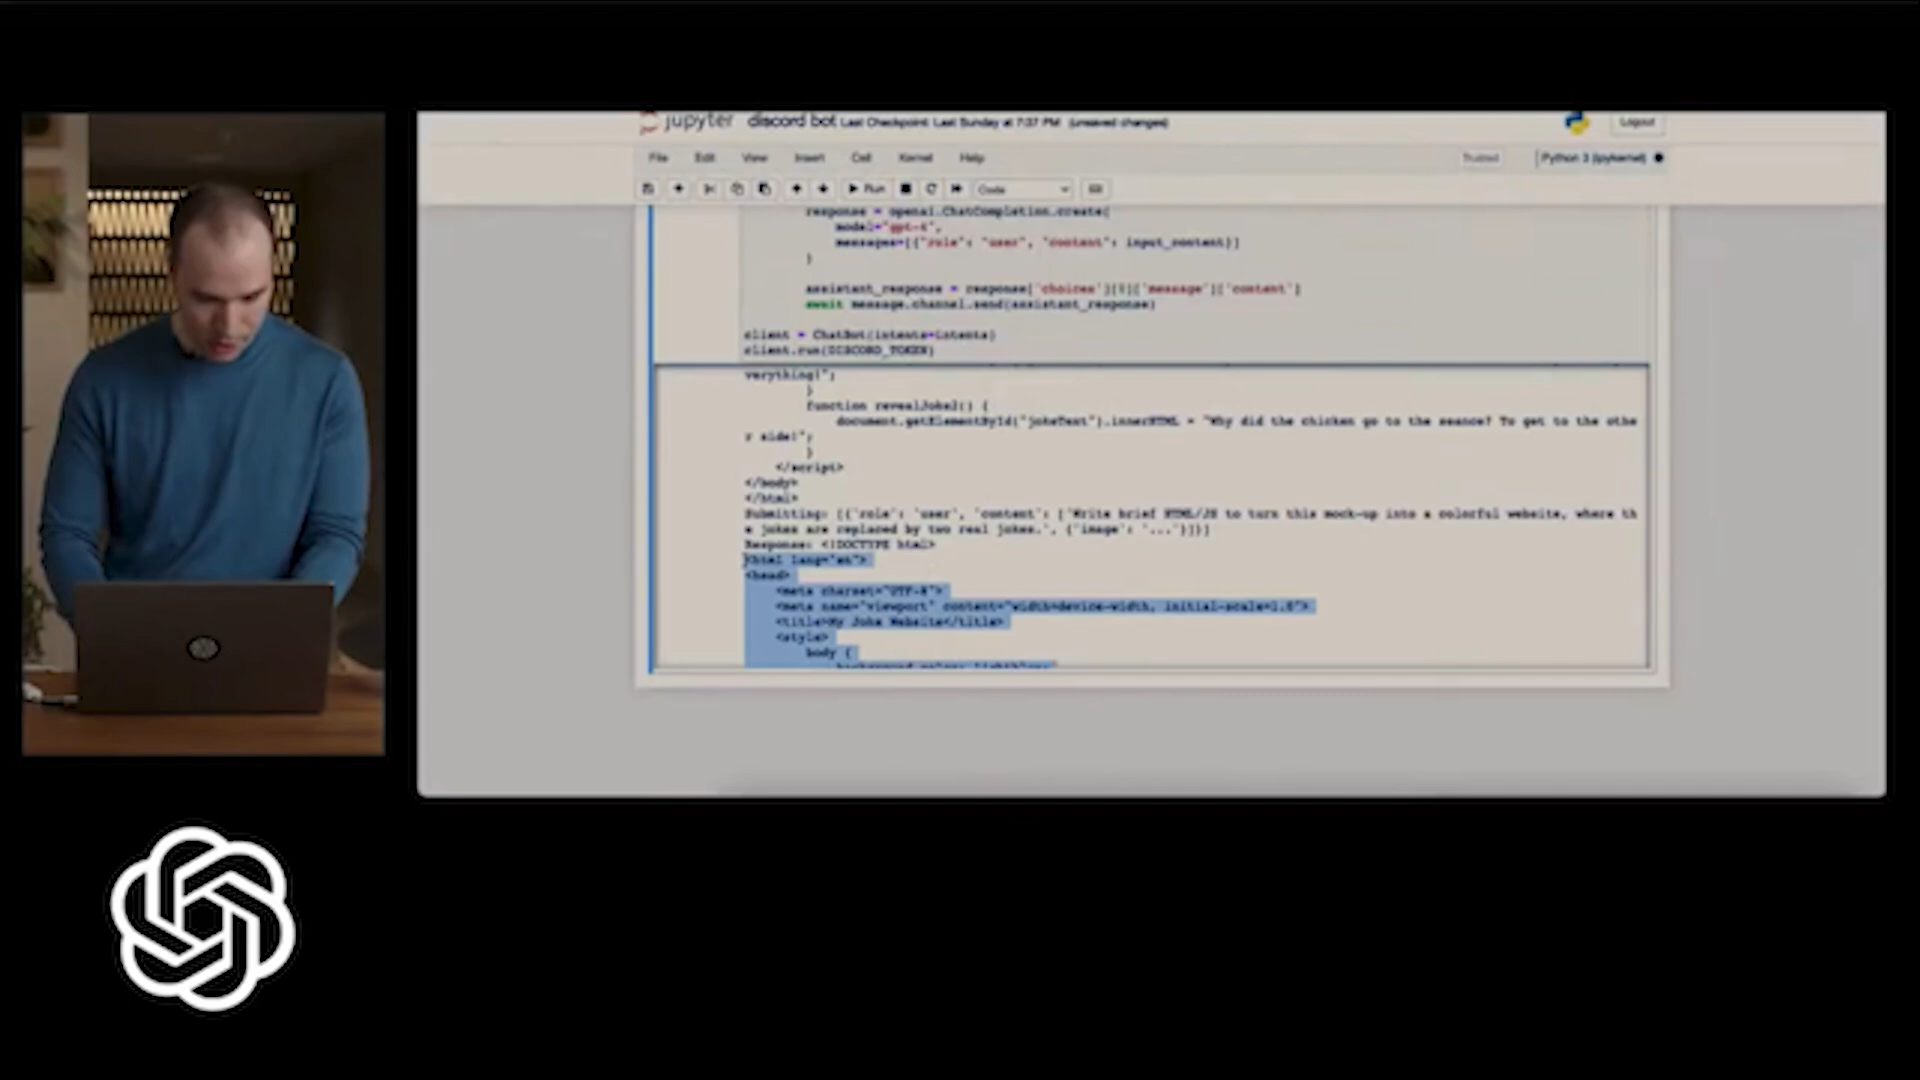 jupyter discord bot Last Checkpoint: Last Sunday at 7:37 PM (unsaved changes)
Logout
File Edit View Insert Cell Kernel Help
Trusted
Python 3 (ipykernel)
Run
Code
response = openai.ChatCompletion.create(
model="gpt-4",
messages=[{"role": "user", "content": input_content}]
)
assistant_response = response['choices'][0]['message']['content']
await message.channel.send(assistant_response)
client = ChatBot(intents=intents)
client.run(DISCORD_TOKEN)
verything!";
}
function revealJoke2() {
document.getElementById("jokeText").innerHTML = "Why did the chicken go to the seance? To get to the othe
r side!";
}
</script>
</body>
</html>
Submitting: [{'role': 'user', 'content': ['Write brief HTML/JS to turn this mock-up into a colorful website, where th
e jokes are replaced by two real jokes.', {'image': '...'}]}]
Response: <!DOCTYPE html>
<html lang="en">
<head>
<meta charset="UTF-8">
<meta name="viewport" content="width=device-width, initial-scale=1.0">
<title>My Joke Website</title>
<style>
body {